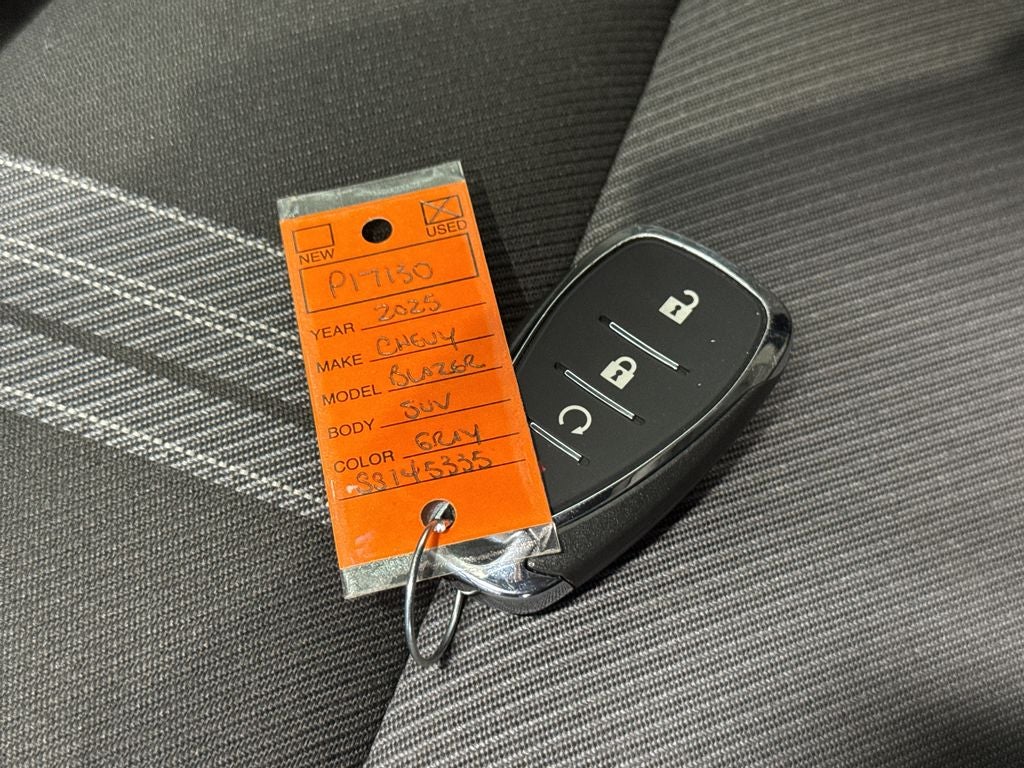 NEW USED
P17130
YEAR 2025
MAKE CHEVY
MODEL BLAZER
BODY SUV
COLOR GRAY
S8145335